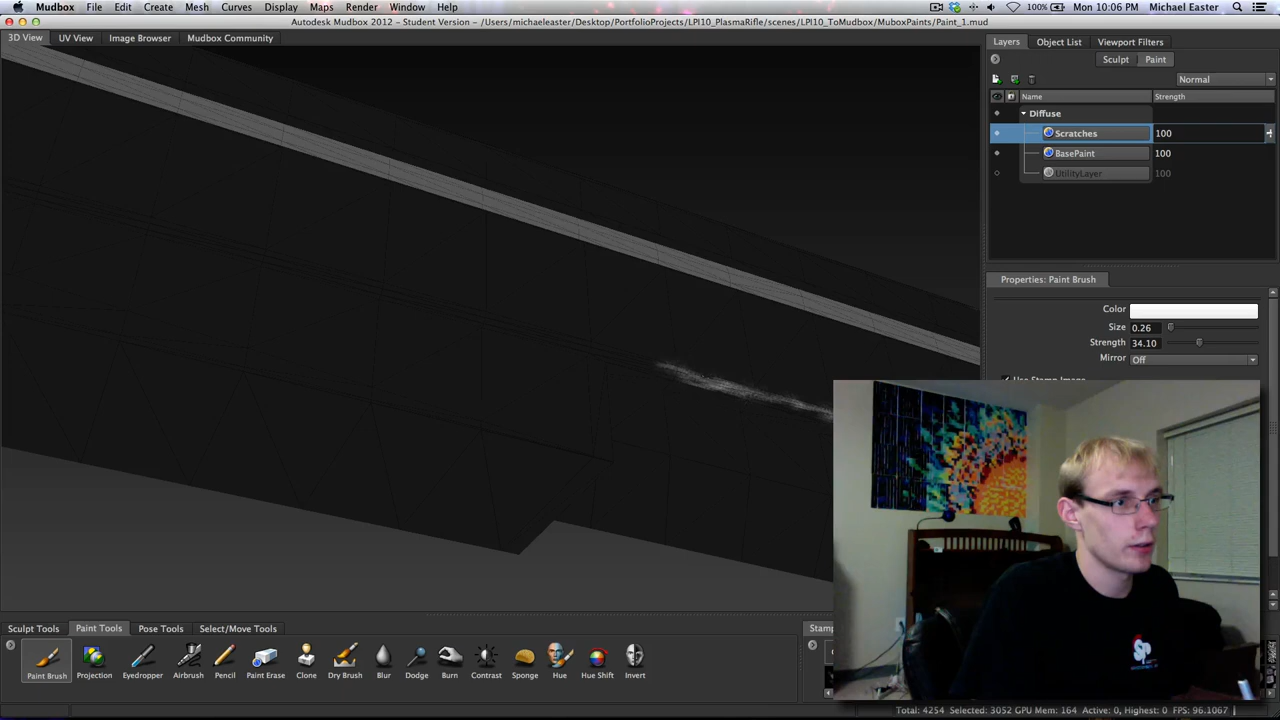 Mudbox File Edit Create Mesh Curves Display Maps Render Window Help 100% Mon 10:06 PM Michael Easter
Autodesk Mudbox 2012 - Student Version - /Users/michaeleaster/Desktop/PortfolioProjects/LPI10_PlasmaRifle/scenes/LPI10_ToMudbox/MuboxPaints/Paint_1.mud
3D View UV View Image Browser Mudbox Community
Layers Object List Viewport Filters
Sculpt Paint
Normal
Name Strength
Diffuse
Scratches 100
BasePaint 100
UtilityLayer 100
Properties: Paint Brush
Color
Size 0.26
Strength 34.10
Mirror Off
Use Stamp Image
Sculpt Tools Paint Tools Pose Tools Select/Move Tools
Paint Brush Projection Eyedropper Airbrush Pencil Paint Erase Clone Dry Brush Blur Dodge Burn Contrast Sponge Hue Hue Shift Invert
SP
Total: 4254 Selected: 3052 GPU Mem: 164 Active: 0, Highest: 0 FPS: 96.1067